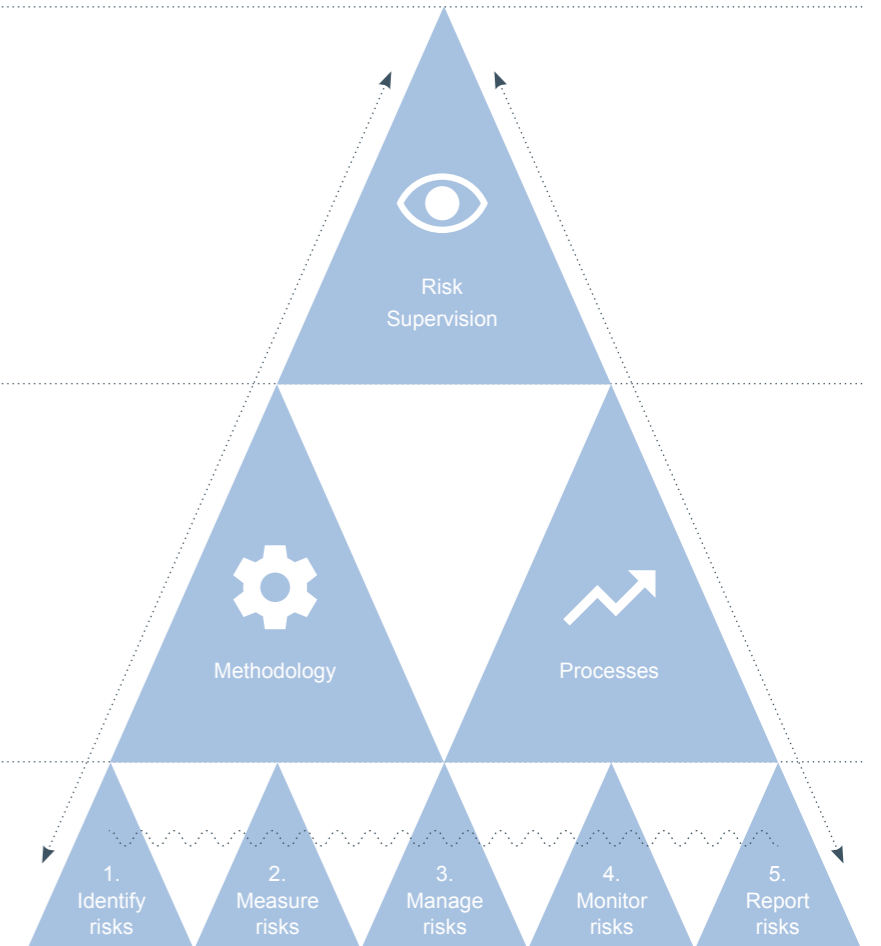 Risk
Supervision
Methodology
Processes
1.
Identify
risks
2.
Measure
risks
3.
Manage
risks
4.
Monitor
risks
5.
Report
risks